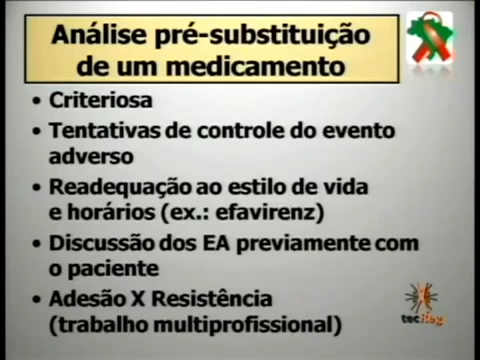 Análise pré-substituição
de um medicamento
• Criteriosa
• Tentativas de controle do evento
adverso
• Readequação ao estilo de vida
e horários (ex.: efavirenz)
• Discussão dos EA previamente com
o paciente
• Adesão X Resistência
(trabalho multiprofissional)
tecReg